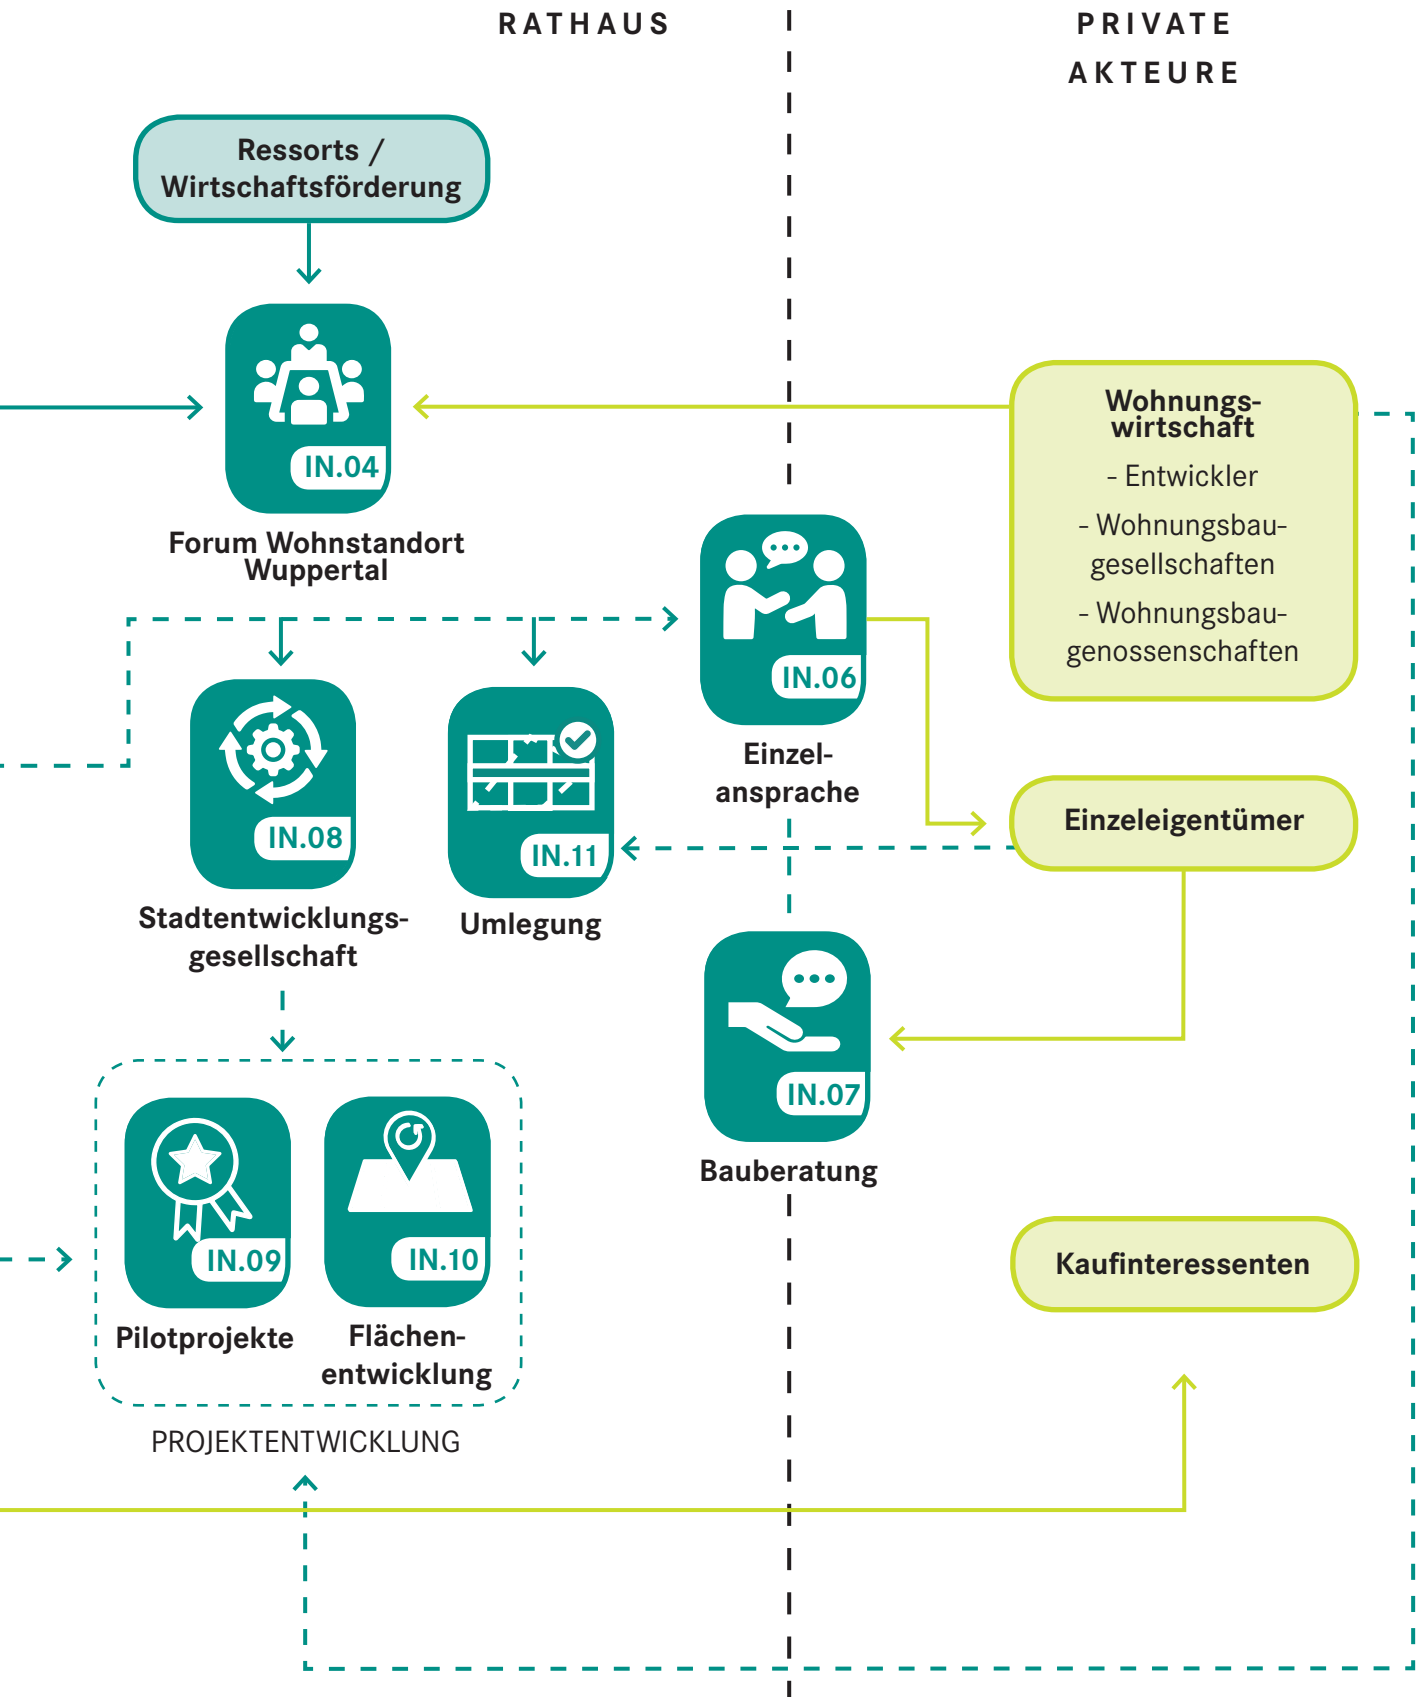 RATHAUS
PRIVATE
AKTEURE
Ressorts /
Wirtschaftsförderung
IN.04
Forum Wohnstandort
Wuppertal
Wohnungs-
wirtschaft
- Entwickler
- Wohnungsbau-
gesellschaften
- Wohnungsbau-
genossenschaften
IN.06
Einzel-
ansprache
IN.08
Stadtentwicklungs-
gesellschaft
IN.11
Umlegung
Einzeleigentümer
IN.07
Bauberatung
IN.09
Pilotprojekte
IN.10
Flächen-
entwicklung
PROJEKTENTWICKLUNG
Kaufinteressenten